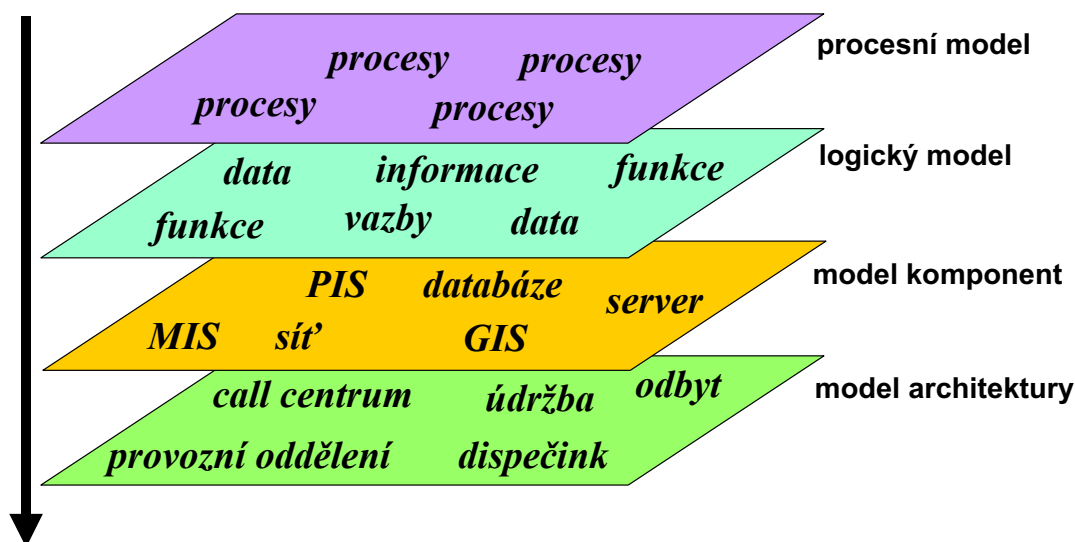 procesy procesy
procesy procesy
procesní model
data informace funkce
funkce vazby data
logický model
PIS databáze server
MIS síť GIS
model komponent
call centrum údržba odbyt
provozní oddělení dispečink
model architektury